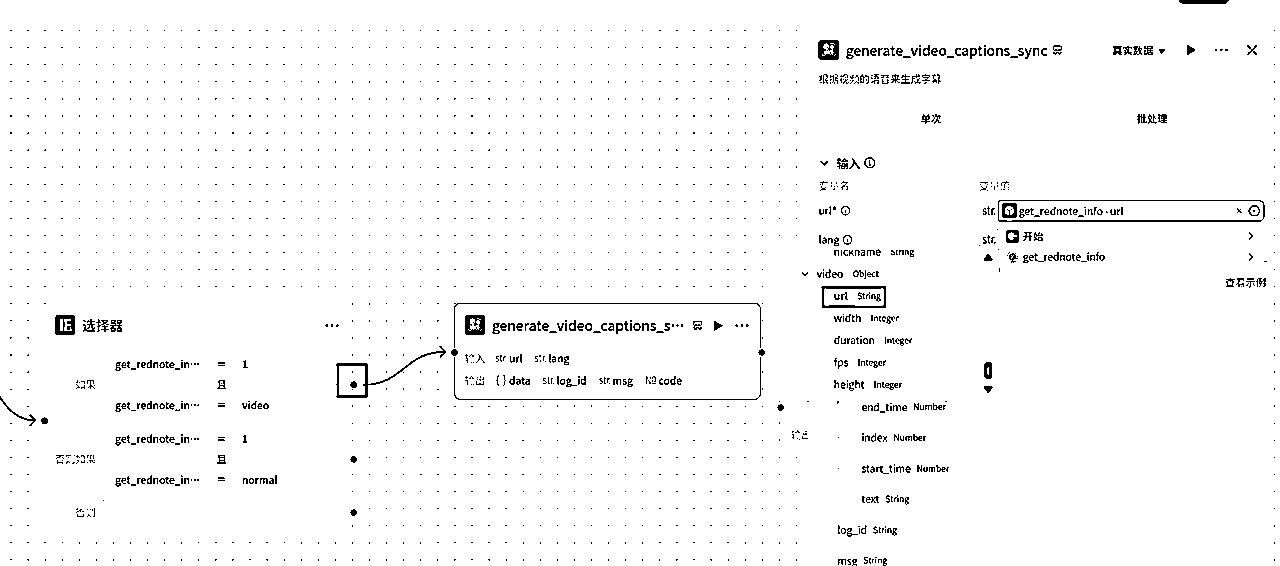 generate_video_captions_sync 真实数据
根据视频的语音来生成字幕
单次 批处理
输入
变量名 变量值
url* str. get_rednote_info - url
lang str. 开始
nickname String
get_rednote_info
video Object
查看示例
url String
width Integer
duration Integer
fps Integer
height Integer
end_time Number
输出
index Number
start_time Number
text String
log_id String
msg String
选择器
get_rednote_in··· = 1
如果 且
get_rednote_in··· = video
get_rednote_in··· = 1
否则如果 且
get_rednote_in··· = normal
否则
generate_video_captions_s···
输入 str. url str. lang
输出 { } data str. log_id str. msg № code